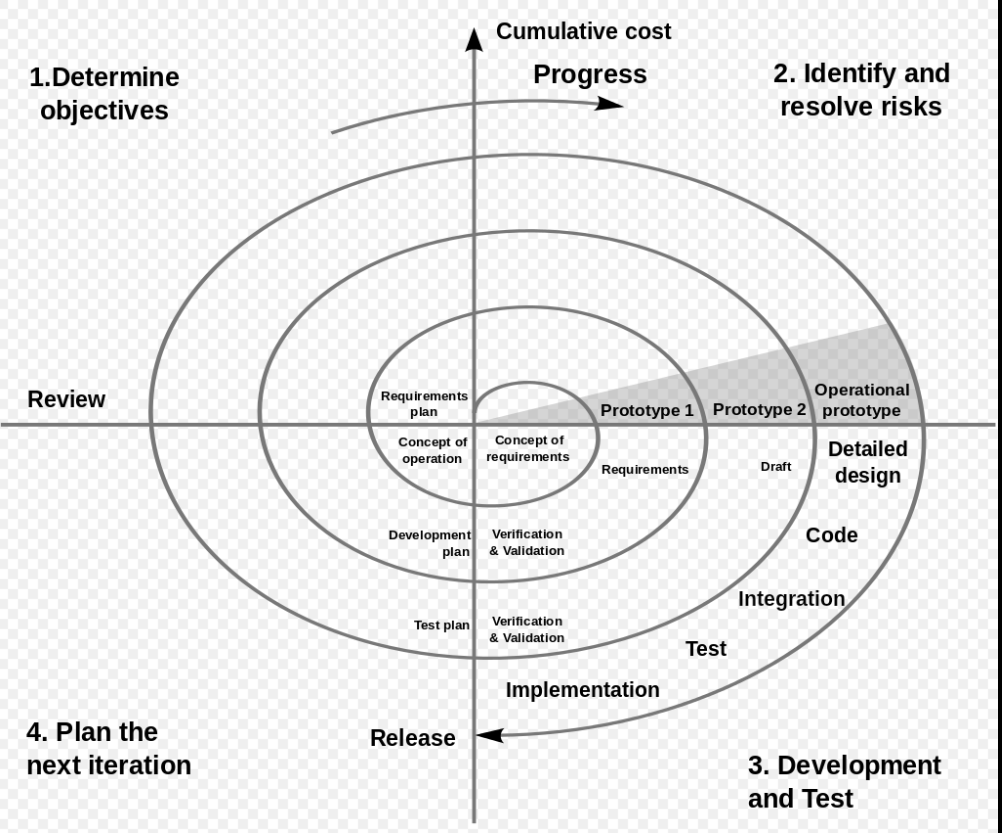 Cumulative cost
Progress
1.Determine
objectives
2. Identify and
resolve risks
Review
Requirements
plan
Prototype 1
Prototype 2
Operational
prototype
Concept of
operation
Concept of
requirements
Requirements
Draft
Detailed
design
Development
plan
Verification
& Validation
Code
Integration
Test plan
Verification
& Validation
Test
Implementation
Release
4. Plan the
next iteration
3. Development
and Test